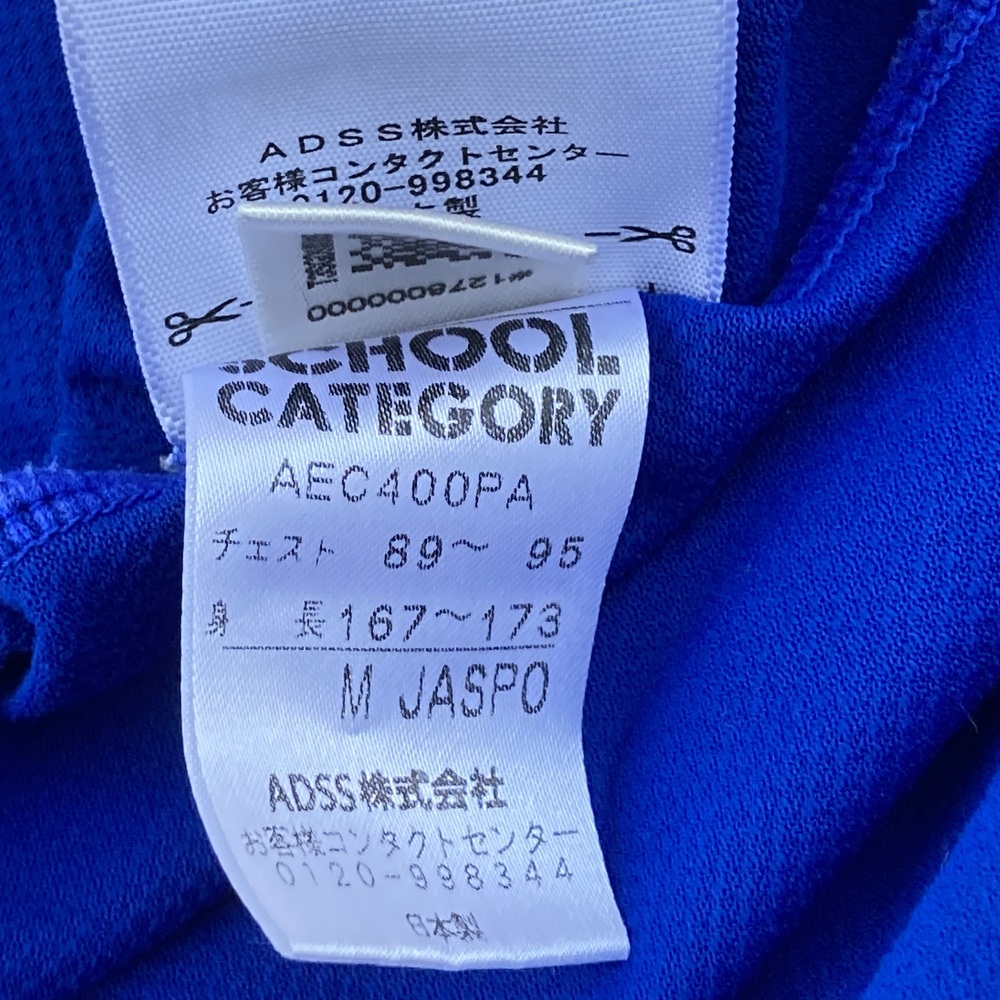 ADSS株式会社
お客様コンタクトセンター
0120-998344
製
*1278000000
SCHOOL
CATEGORY
AEC400PA
チェスト 89～ 95
身 長167～173
M JASPO
ADSS株式会社
お客様コンタクトセンター
0120-998344
日本製